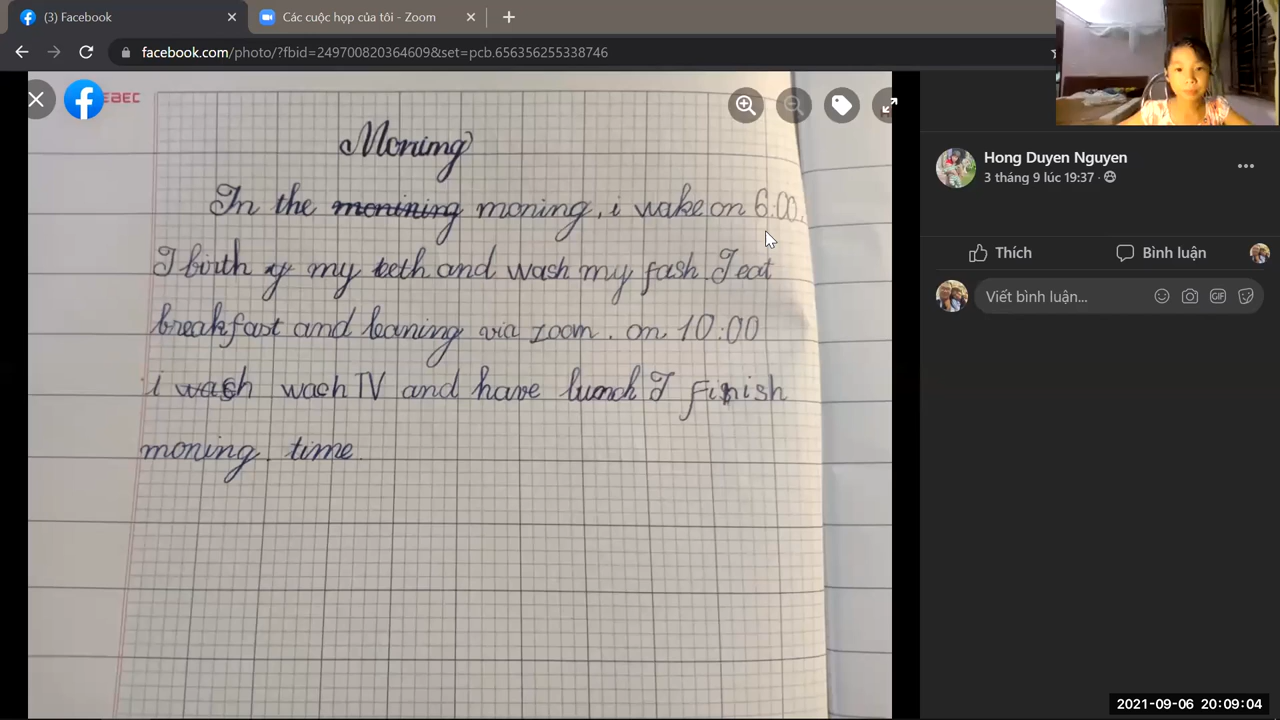 (3) Facebook
Các cuộc họp của tôi - Zoom
facebook.com/photo/?fbid=249700820364609&set=pcb.656356255338746
EBEC
Moning
In the monining moning, i wake on 6:00.
I birth my teth and wash my fash. I eat
breakfast and leaning via zoom. on 10:00
i wach TV and have lunch I finish
moning time.
Hong Duyen Nguyen
3 tháng 9 lúc 19:37
Thích
Bình luận
Viết bình luận...
GIF
2021-09-06 20:09:04